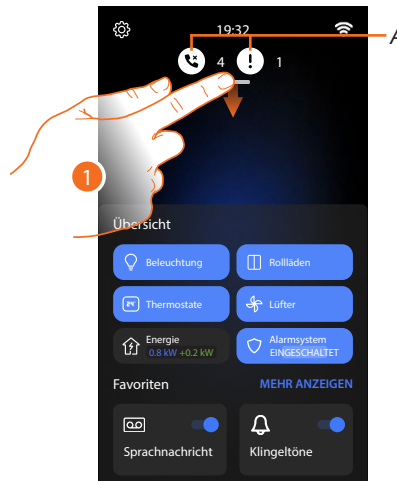 19:32
A
4
1
1
Übersicht
Beleuchtung
Rollläden
Thermostate
Lüfter
Energie
0.8 kW +0.2 kW
Alarmsystem
EINGESCHALTET
Favoriten
MEHR ANZEIGEN
Sprachnachricht
Klingeltöne